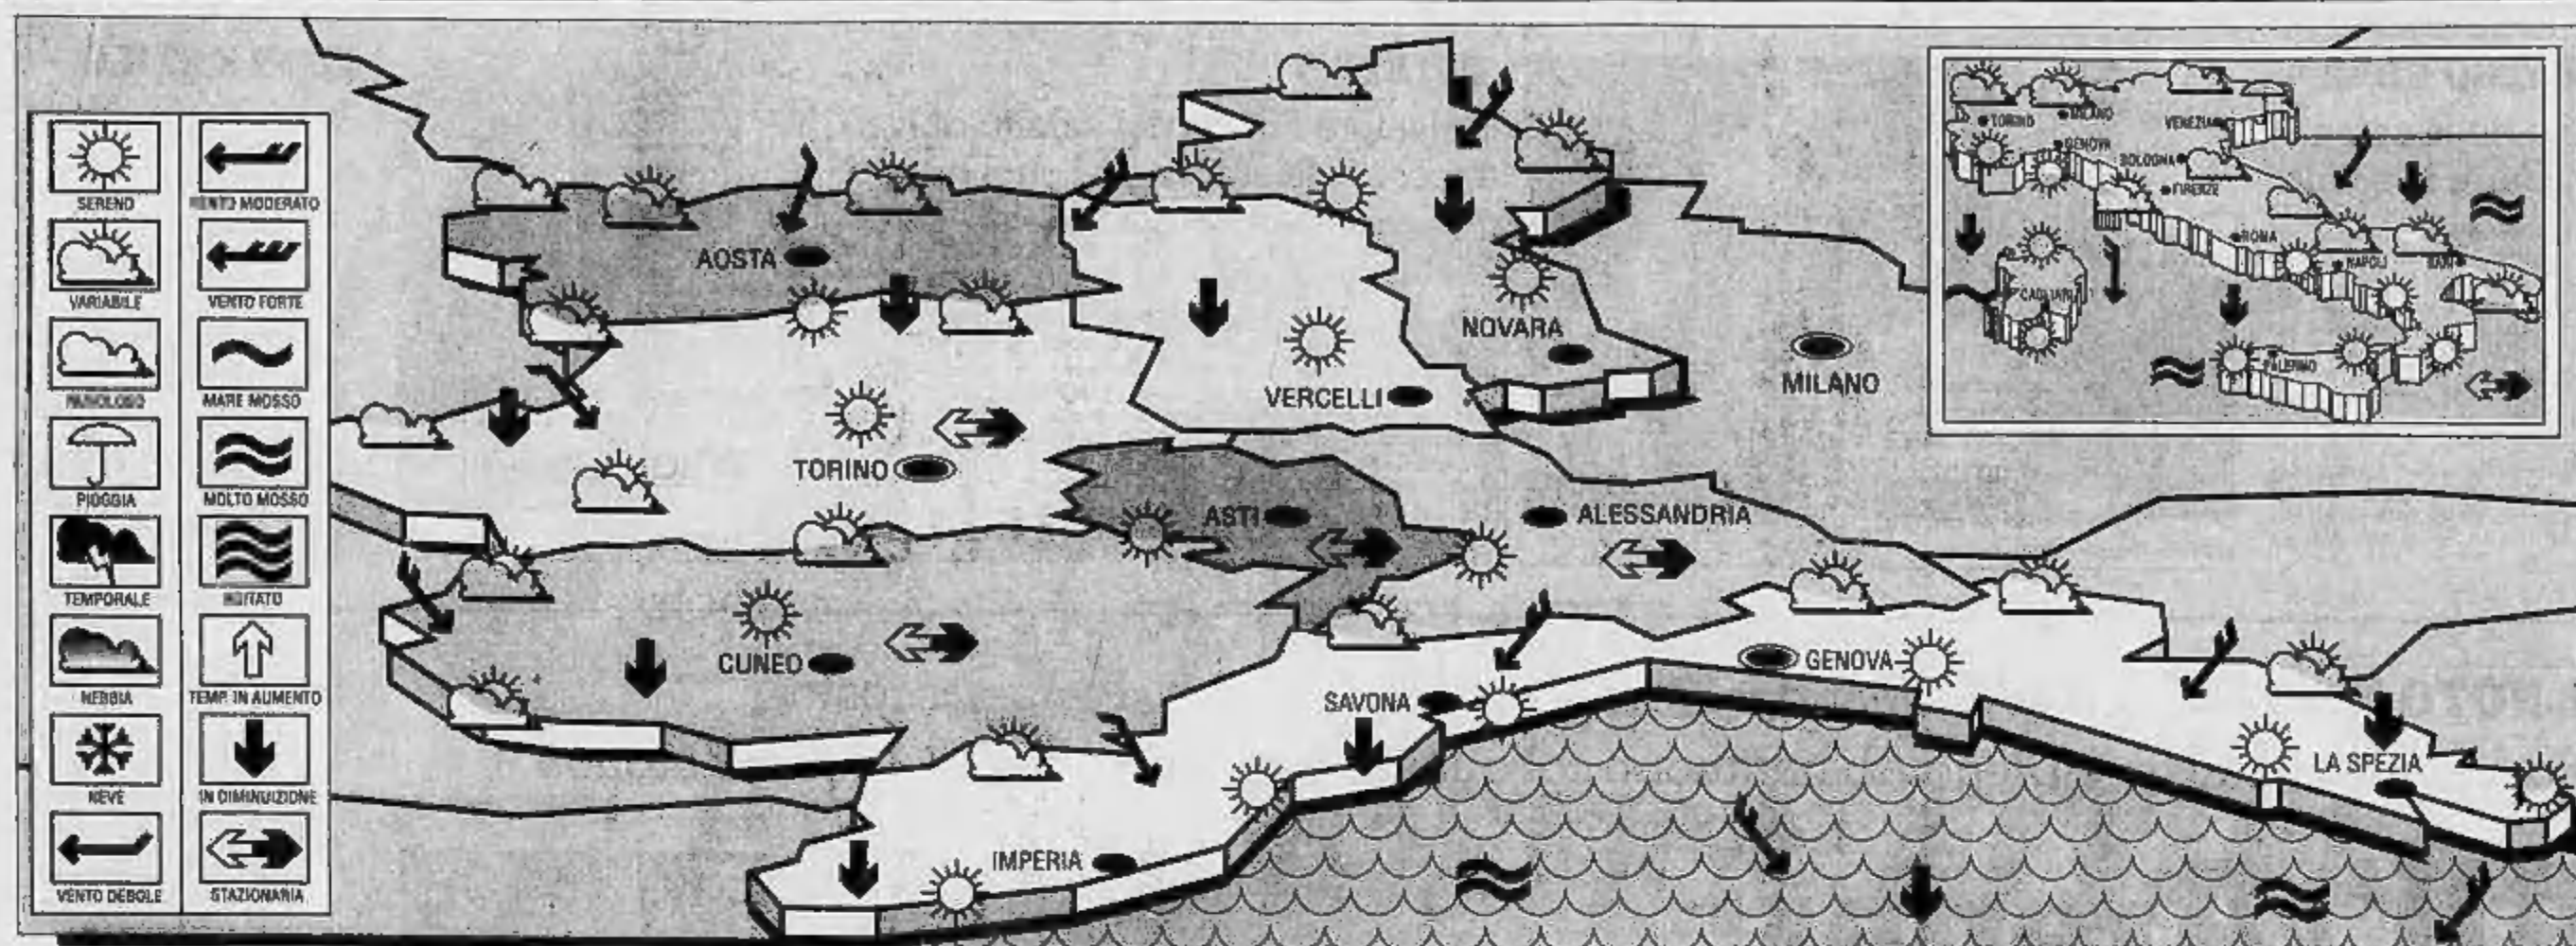 SERENO
VARIABILE
NUVOLOSO
PIOGGIA
TEMPORALE
NEBBIA
NEVE
VENTO DEBOLE
VENTO MODERATO
VENTO FORTE
MARE MOSSO
MOLTO MOSSO
AGITATO
TEMP. IN AUMENTO
IN DIMINUIZIONE
STAZIONARIA
AOSTA
NOVARA
VERCELLI
MILANO
TORINO
ASTI
ALESSANDRIA
CUNEO
GENOVA
SAVONA
LA SPEZIA
IMPERIA
TORINO
MILANO
VENEZIA
GENOVA
BOLOGNA
FIRENZE
ROMA
NAPOLI
BARI
CAGLIARI
PALERMO